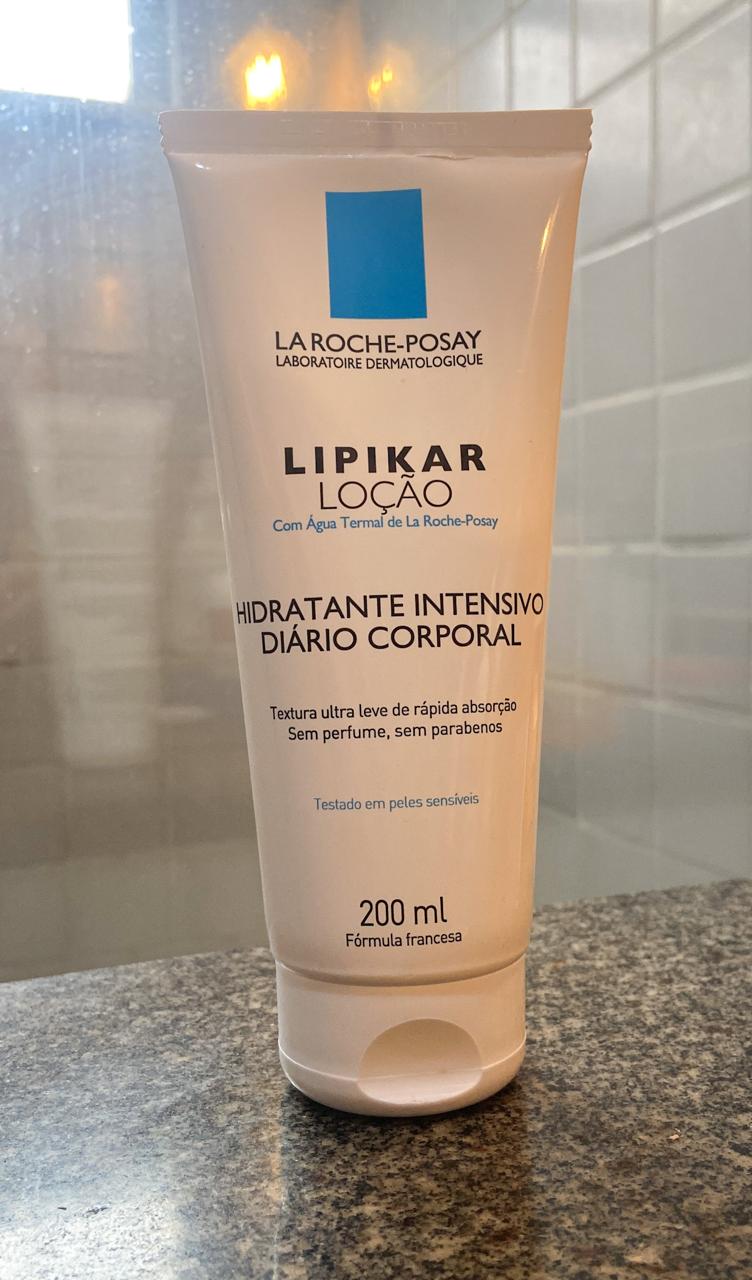 LA ROCHE-POSAY
LABORATOIRE DERMATOLOGIQUE
LIPIKAR
LOÇÃO
Com Água Termal de La Roche-Posay
HIDRATANTE INTENSIVO
DIÁRIO CORPORAL
Textura ultra leve de rápida absorção
Sem perfume, sem parabenos
Testado em peles sensíveis
200 ml
Fórmula francesa